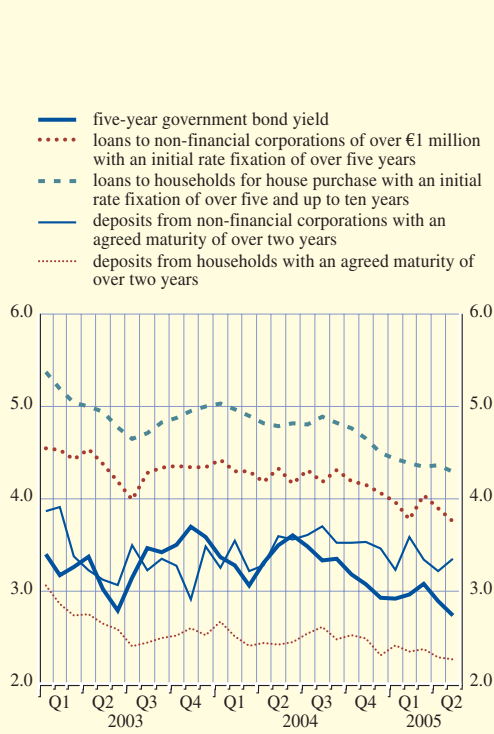 five-year government bond yield
loans to non-financial corporations of over €1 million
with an initial rate fixation of over five years
loans to households for house purchase with an initial
rate fixation of over five and up to ten years
deposits from non-financial corporations with an
agreed maturity of over two years
deposits from households with an agreed maturity of
over two years
6.0 6.0
5.0 5.0
4.0 4.0
3.0 3.0
2.0 2.0
Q1 Q2 Q3 Q4 Q1 Q2 Q3 Q4 Q1 Q2
2003 2004 2005